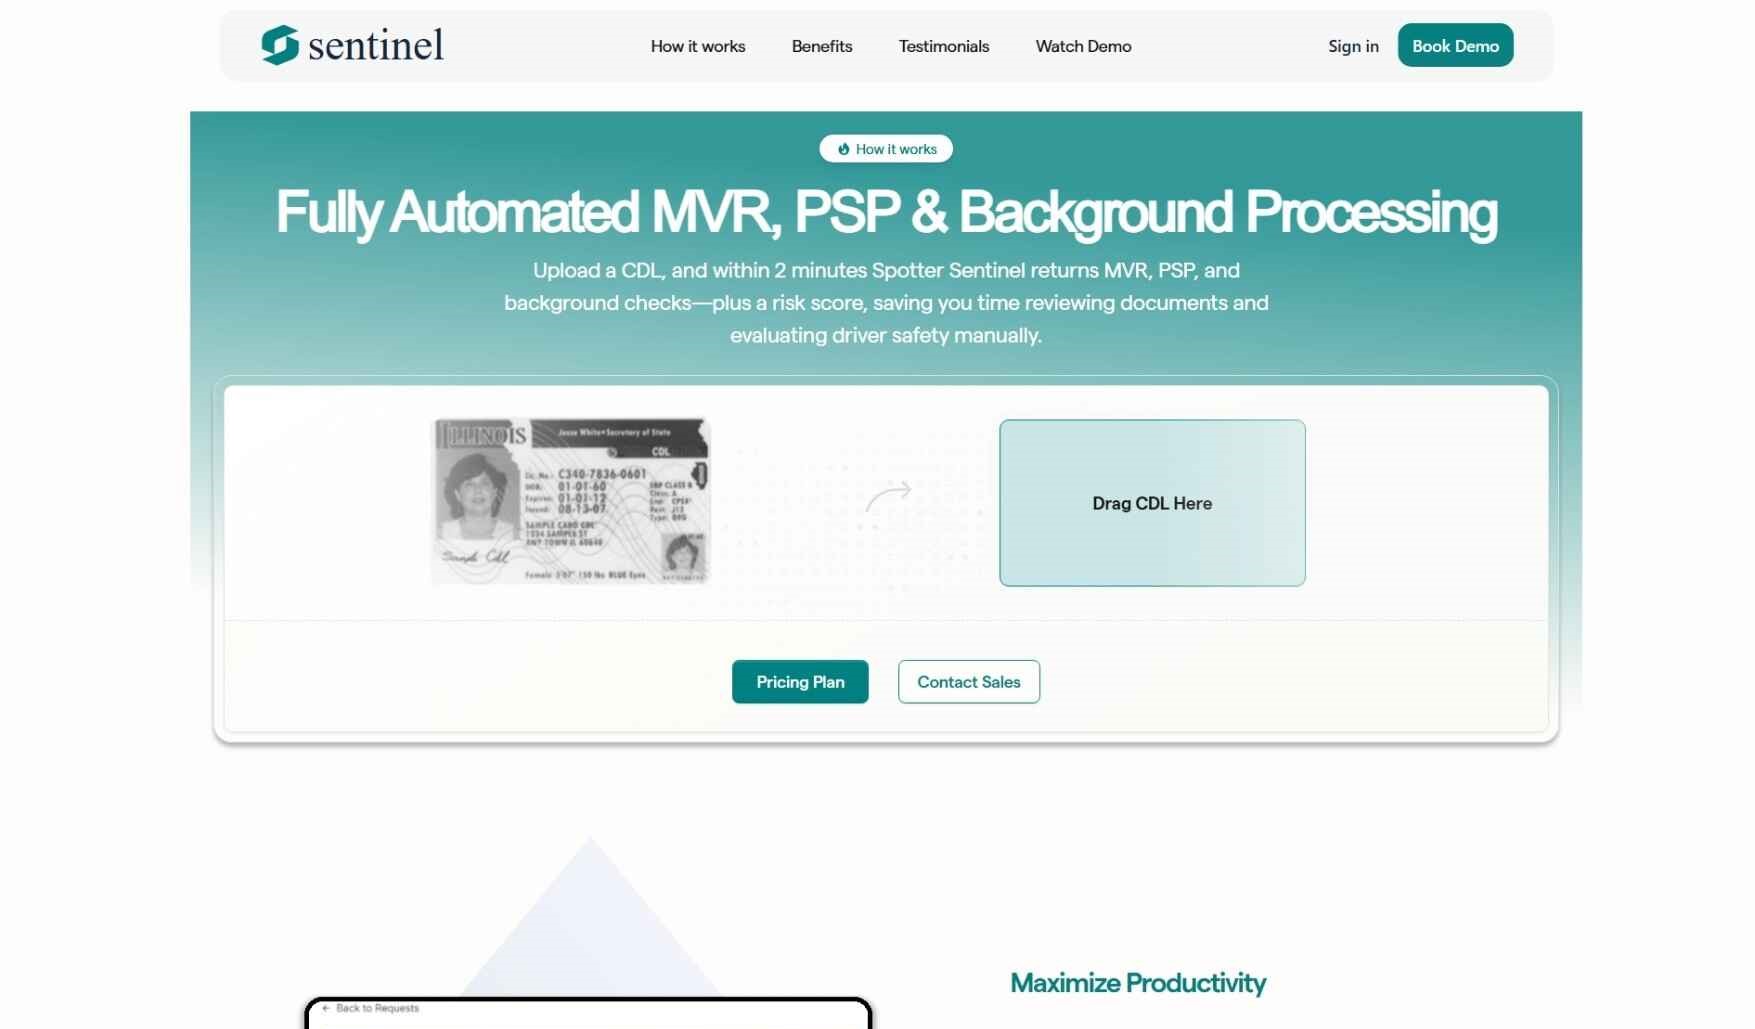 sentinel
How it works
Benefits
Testimonials
Watch Demo
Sign in
Book Demo
How it works
Fully Automated MVR, PSP & Background Processing
Upload a CDL, and within 2 minutes Spotter Sentinel returns MVR, PSP, and
background checks—plus a risk score, saving you time reviewing documents and
evaluating driver safety manually.
ILLINOIS
Jesse White•Secretary of State
CDL
Lic. No.: C340-7836-0601
DOB: 01-01-60
Expires: 01-01-12
Issued: 08-13-07
SAMPLE CARD CDL
1234 SAMPLE ST
ANY TOWN IL 60640
Class: A
Sample Cdl
Female 5'07" 150 lbs BLUE Eyes
Drag CDL Here
Pricing Plan
Contact Sales
Maximize Productivity
← Back to Requests